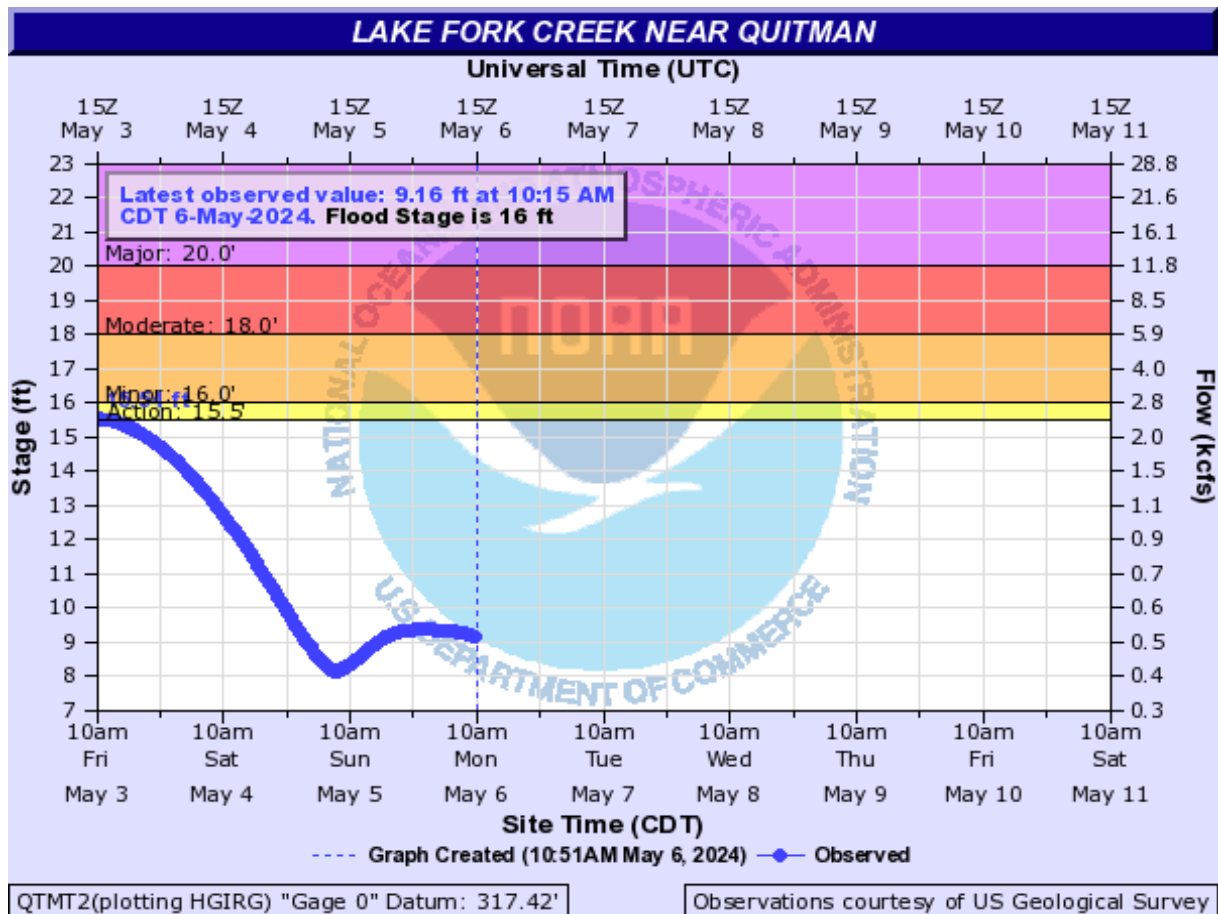 LAKE FORK CREEK NEAR QUITMAN
Universal Time (UTC)
15Z 15Z 15Z 15Z 15Z 15Z 15Z 15Z 15Z
May 3 May 4 May 5 May 6 May 7 May 8 May 9 May 10 May 11
Latest observed value: 9.16 ft at 10:15 AM
CDT 6-May-2024. Flood Stage is 16 ft
23 28.8
22 21.6
21 16.1
Major: 20.0'
20 11.8
19 8.5
Moderate: 18.0'
18 5.9
17 4.0
Minor: 16.0'
16 2.8
Action: 15.5'
15 2.0
14 1.5
13 1.1
12 0.9
11 0.7
10 0.6
9 0.5
8 0.4
7 0.3
Stage (ft)
Flow (kcfs)
NATIONAL OCEANIC AND ATMOSPHERIC ADMINISTRATION
NOAA
U.S. DEPARTMENT OF COMMERCE
10am 10am 10am 10am 10am 10am 10am 10am 10am
Fri Sat Sun Mon Tue Wed Thu Fri Sat
May 3 May 4 May 5 May 6 May 7 May 8 May 9 May 10 May 11
Site Time (CDT)
Graph Created (10:51AM May 6, 2024) Observed
QTMT2(plotting HGIRG) "Gage 0" Datum: 317.42'
Observations courtesy of US Geological Survey